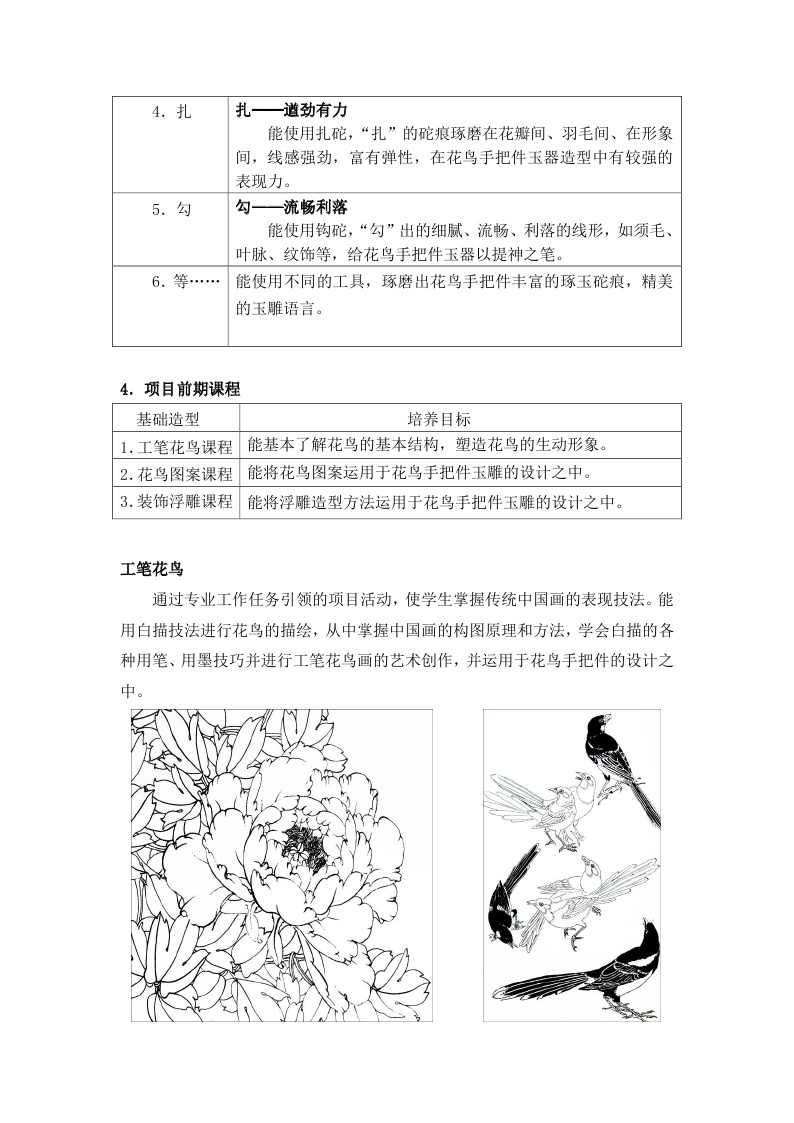 4．扎
扎——遒劲有力
能使用扎砣，“扎”的砣痕琢磨在花瓣间、羽毛间、在形象
间，线感强劲，富有弹性，在花鸟手把件玉器造型中有较强的
表现力。
5．勾
勾——流畅利落
能使用钩砣，“勾”出的细腻、流畅、利落的线形，如须毛、
叶脉、纹饰等，给花鸟手把件玉器以提神之笔。
6．等……
能使用不同的工具，琢磨出花鸟手把件丰富的琢玉砣痕，精美
的玉雕语言。
4．项目前期课程
基础造型 培养目标
1.工笔花鸟课程 能基本了解花鸟的基本结构，塑造花鸟的生动形象。
2.花鸟图案课程 能将花鸟图案运用于花鸟手把件玉雕的设计之中。
3.装饰浮雕课程 能将浮雕造型方法运用于花鸟手把件玉雕的设计之中．
工笔花鸟
通过专业工作任务引领的项目活动，使学生掌握传统中国画的表现技法。能
用白描技法进行花鸟的描绘，从中掌握中国画的构图原理和方法，学会白描的各
种用笔、用墨技巧并进行工笔花鸟画的艺术创作，并运用于花鸟手把件的设计之
中。